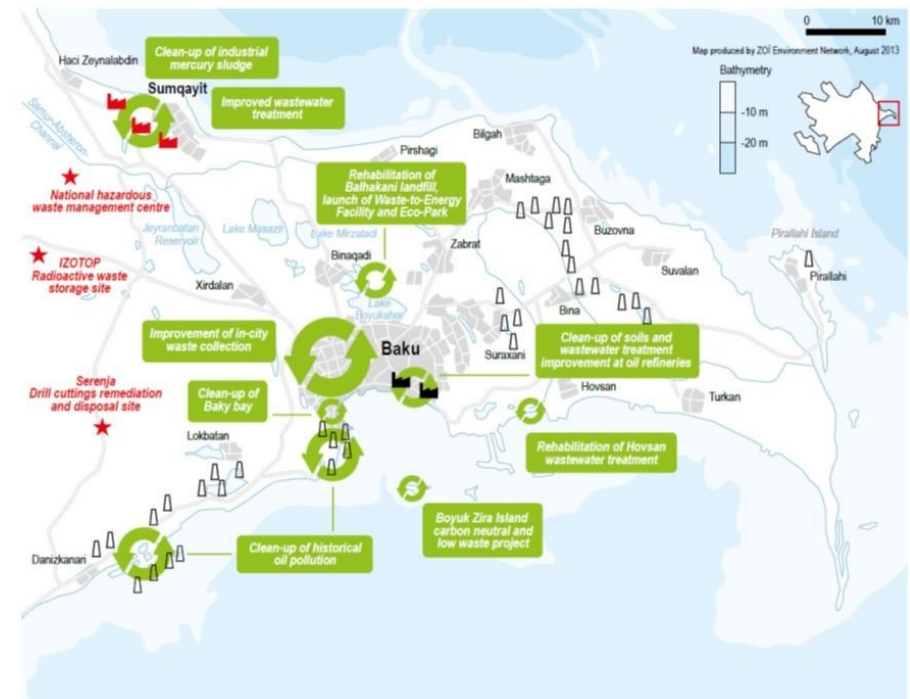 0 10 km
Map produced by ZOÏ Environment Network, August 2013
Bathymetry
-10 m
-20 m
Haci Zeynalabdin
Clean-up of industrial
mercury sludge
Sumqayit
Improved wastewater
treatment
Samur-Absheron-
Channel
Pirshagi
Bilgah
National hazardous
waste management centre
Rehabilitation of
Balhakani landfill,
launch of Waste-to-Energy
Facility and Eco-Park
Mashtaga
Jeyranbatan
Reservoir
Lake Masazir
Lake Mirzaladi
Buzovna
Pirallahi Island
IZOTOP
Radioactive waste
storage site
Binaqadi
Zabrat
Suvalan
Pirallahi
Xirdalan
Lake
Boyukshor
Bina
Improvement of in-city
waste collection
Baku
Suraxani
Clean-up of soils and
wastewater treatment
improvement at oil refineries
Serenja
Drill cuttings remediation
and disposal site
Clean-up of
Baky bay
Hovsan
Turkan
Lokbatan
Rehabilitation of Hovsan
wastewater treatment
Boyuk Zira Island
carbon neutral and
low waste project
Danizkanari
Clean-up of historical
oil pollution